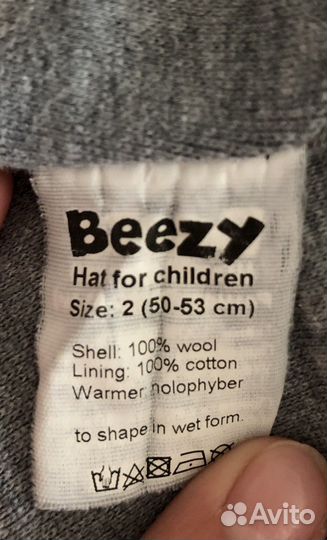 Beezy
Hat for children
Size: 2 (50-53 cm)
Shell: 100% wool
Lining: 100% cotton
Warmer holophyber
to shape in wet form.
Avito